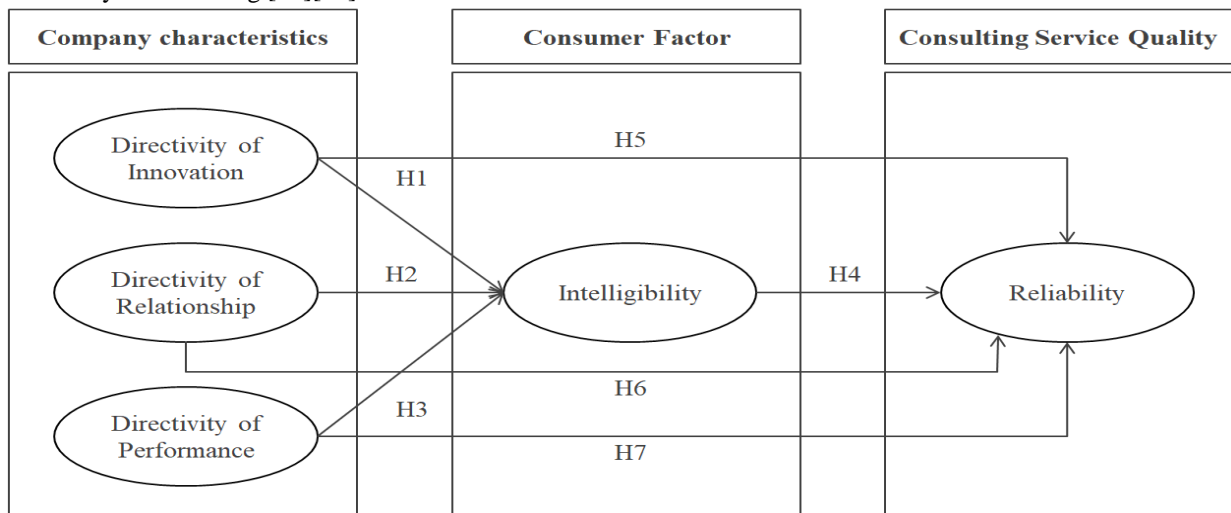 Company characteristics
Consumer Factor
Consulting Service Quality
Directivity of
Innovation
H5
H1
Directivity of
Relationship
H2
Intelligibility
H4
Reliability
H6
H3
Directivity of
Performance
H7